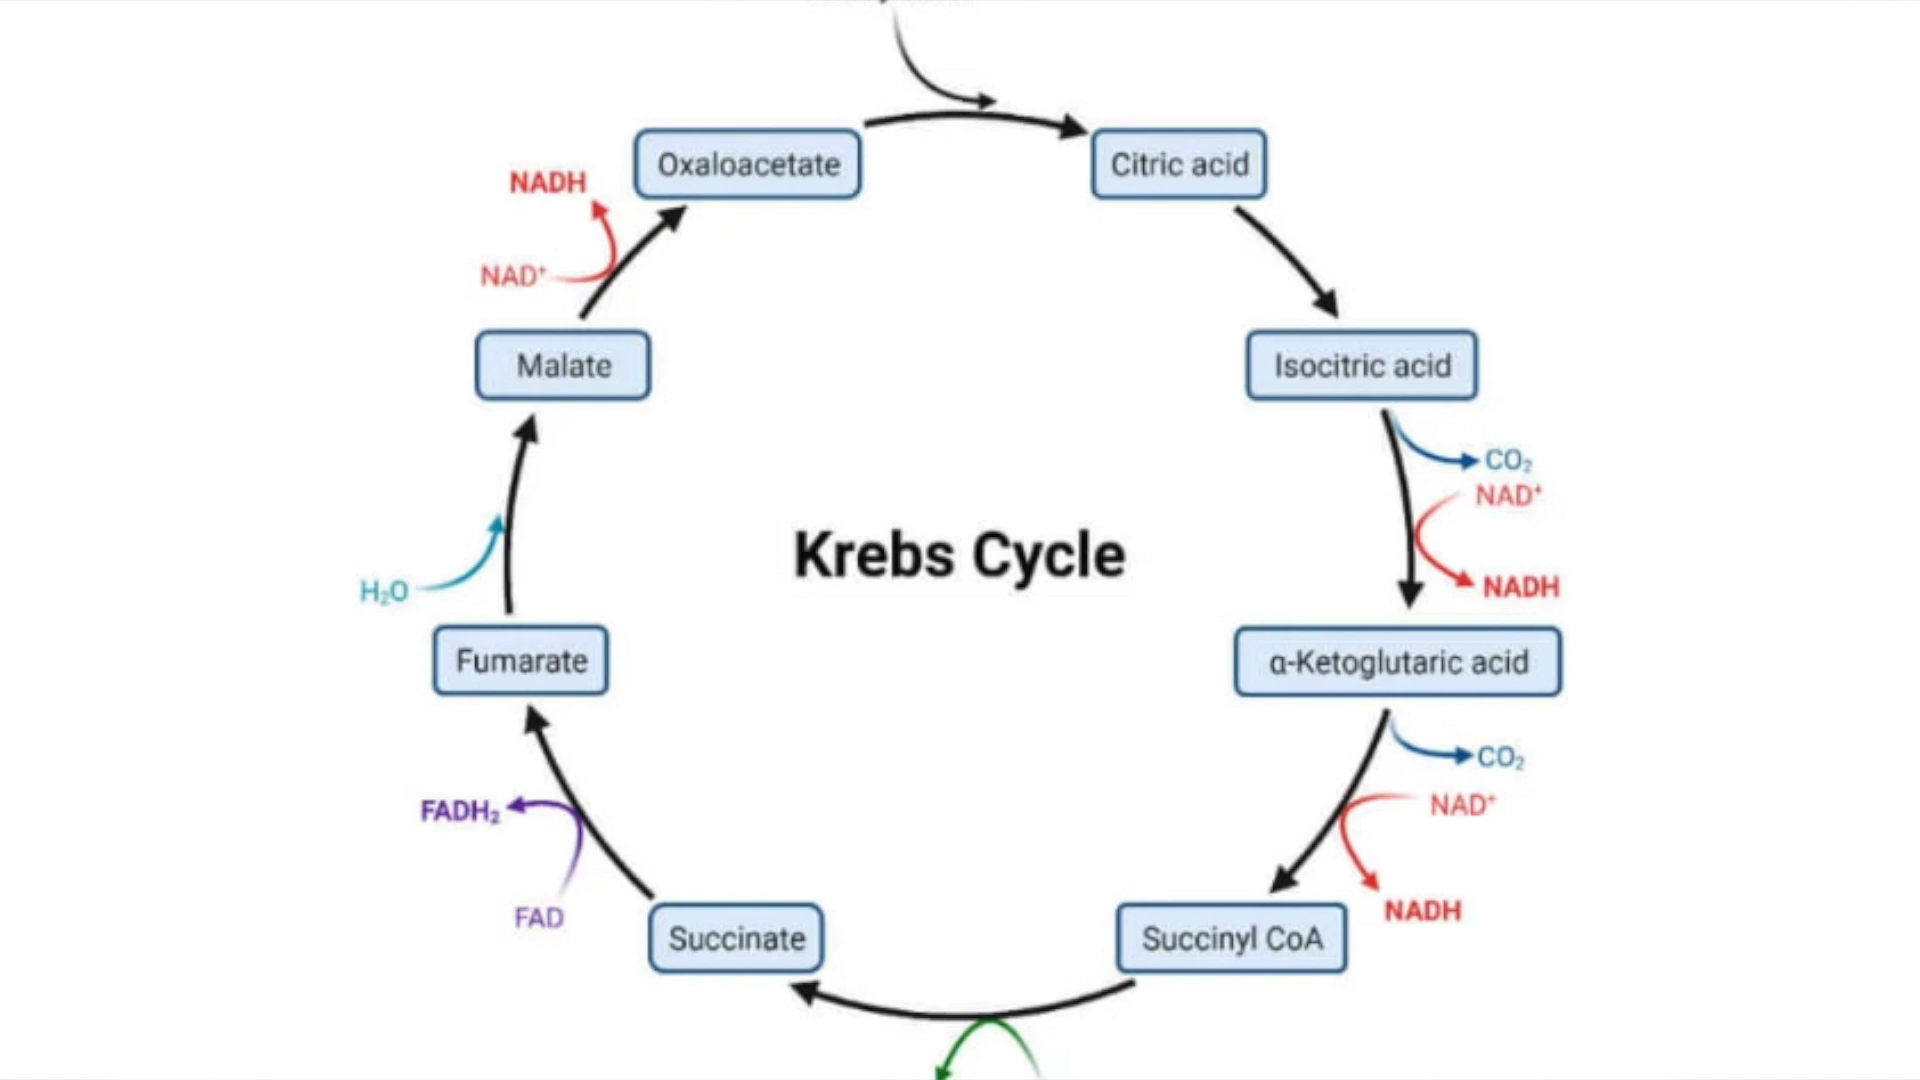 Oxaloacetate
Citric acid
NADH
NAD⁺
Malate
Isocitric acid
CO₂
NAD⁺
NADH
Krebs Cycle
H₂O
Fumarate
α-Ketoglutaric acid
CO₂
NAD⁺
FADH₂
FAD
NADH
Succinate
Succinyl CoA